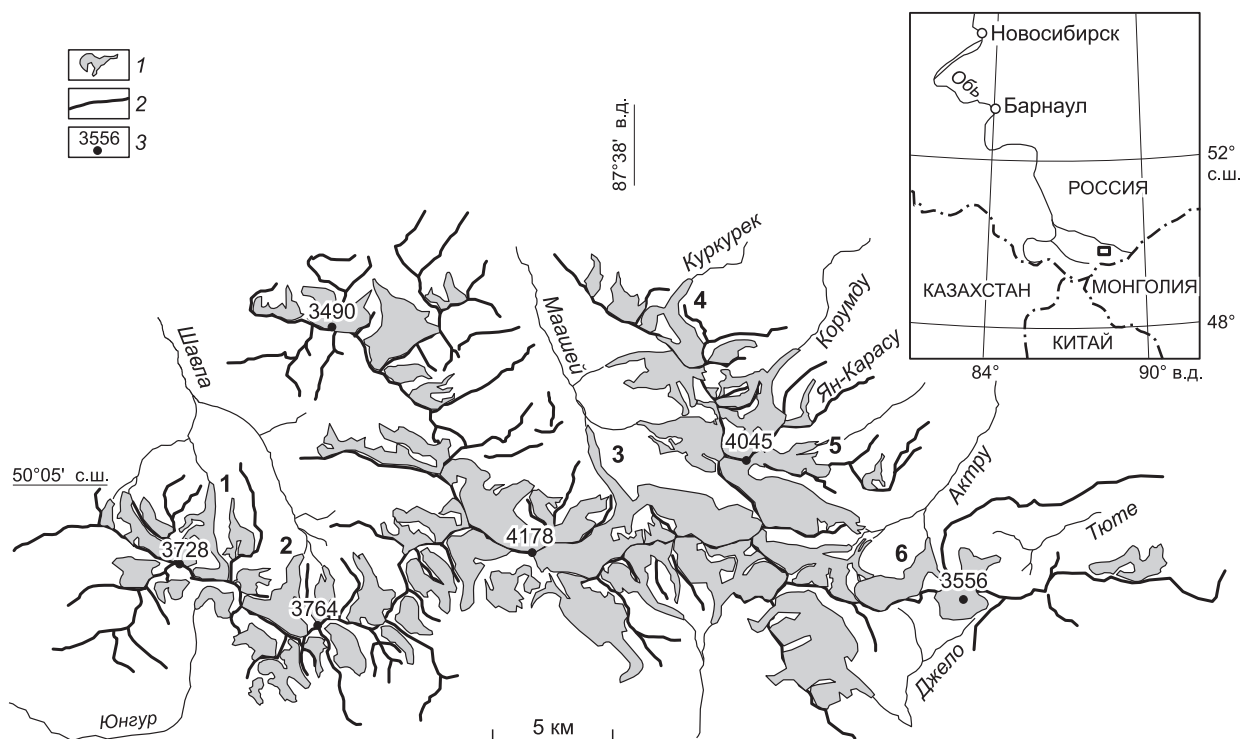 1
2
3556
3
87°38' в.д.
Новосибирск
Обь
Барнаул
52°
с.ш.
РОССИЯ
КАЗАХСТАН
МОНГОЛИЯ
КИТАЙ
48°
84°
90° в.д.
Куркурек
4
Корумду
Маашей
3490
Шавла
Ян-Карасу
4045
5
3
50°05' с.ш.
1
Актру
Тюте
3728
2
4178
6
3556
3764
Джело
Юнгур
5 км